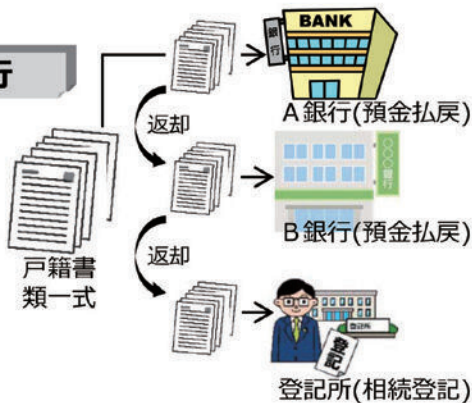 行
BANK
銀行
A銀行(預金払戻)
返却
○○○銀行
B銀行(預金払戻)
戸籍書
類一式
返却
登記所
登記
登記所(相続登記)